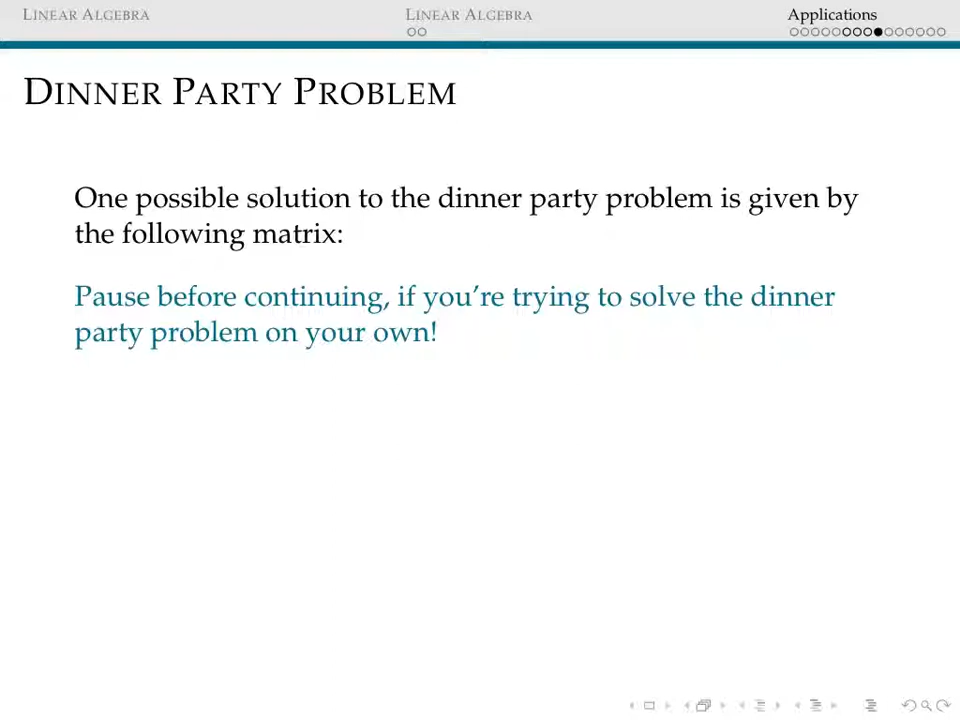 LINEAR ALGEBRA LINEAR ALGEBRA Applications
DINNER PARTY PROBLEM
One possible solution to the dinner party problem is given by
the following matrix:
Pause before continuing, if you're trying to solve the dinner
party problem on your own!